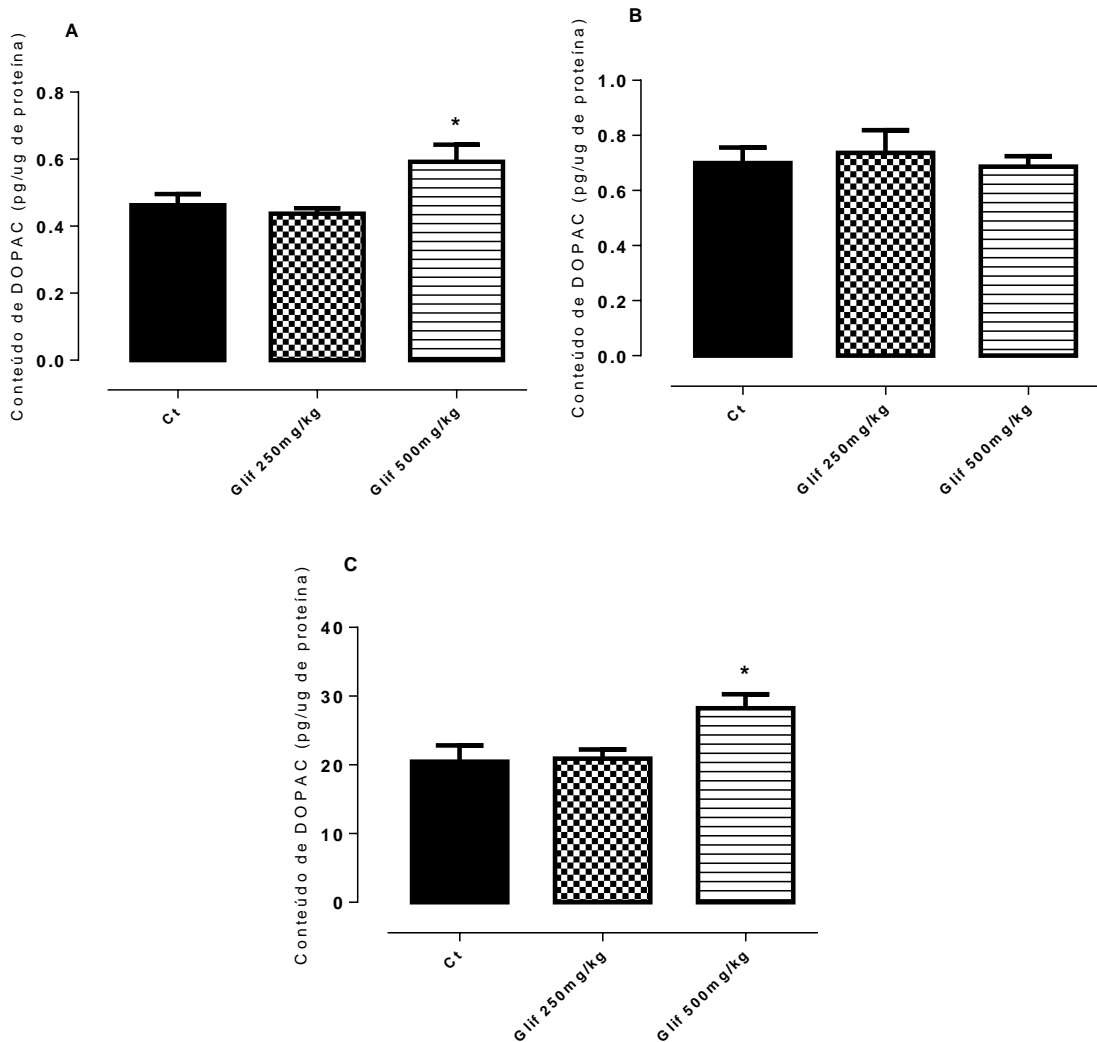 A
Conteúdo de DOPAC (pg/ug de proteína)
0.8
0.6
0.4
0.2
0.0
*
Ct
Glif 250mg/kg
Glif 500mg/kg
B
Conteúdo de DOPAC (pg/ug de proteína)
1.0
0.8
0.6
0.4
0.2
0.0
Ct
Glif 250mg/kg
Glif 500mg/kg
C
Conteúdo de DOPAC (pg/ug de proteína)
40
30
20
10
0
*
Ct
Glif 250mg/kg
Glif 500mg/kg